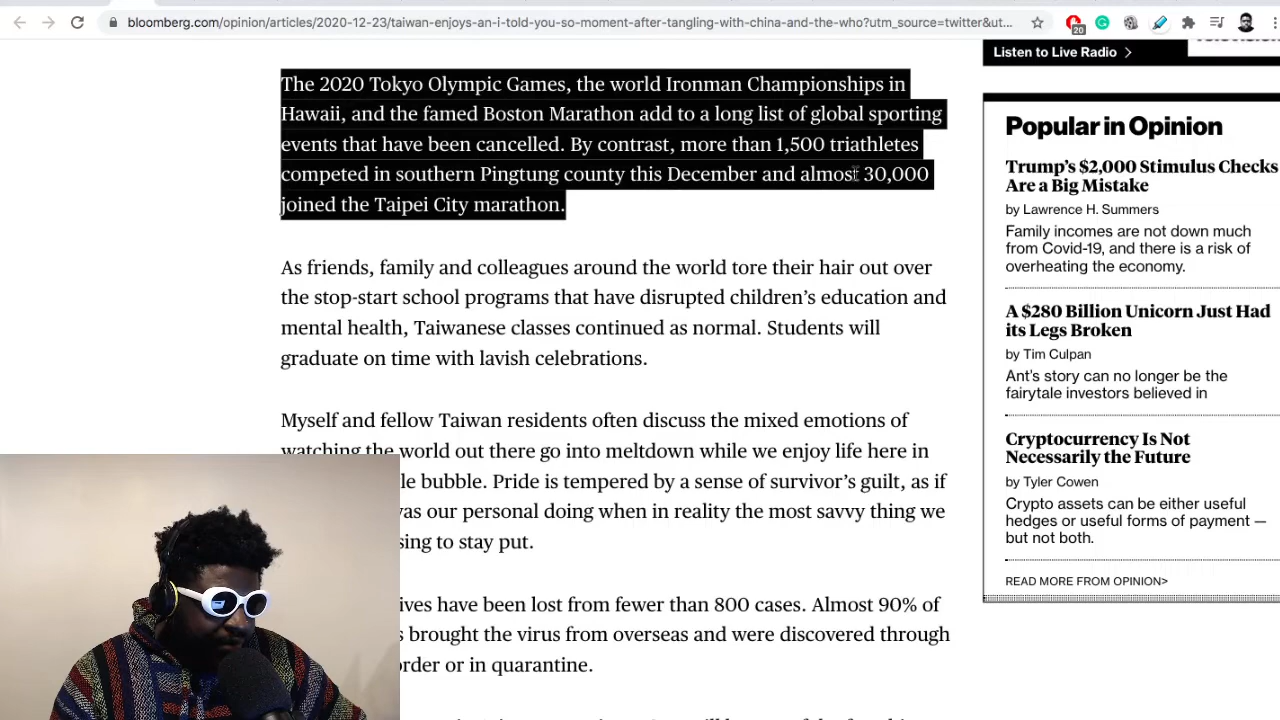 bloomberg.com/opinion/articles/2020-12-23/taiwan-enjoys-an-i-told-you-so-moment-after-tangling-with-china-and-the-who?utm_source=twitter&ut...
20
Listen to Live Radio >
The 2020 Tokyo Olympic Games, the world Ironman Championships in
Hawaii, and the famed Boston Marathon add to a long list of global sporting
events that have been cancelled. By contrast, more than 1,500 triathletes
competed in southern Pingtung county this December and almost 30,000
joined the Taipei City marathon.
As friends, family and colleagues around the world tore their hair out over
the stop-start school programs that have disrupted children's education and
mental health, Taiwanese classes continued as normal. Students will
graduate on time with lavish celebrations.
Myself and fellow Taiwan residents often discuss the mixed emotions of
watching the world out there go into meltdown while we enjoy life here in
le bubble. Pride is tempered by a sense of survivor's guilt, as if
was our personal doing when in reality the most savvy thing we
sing to stay put.
ives have been lost from fewer than 800 cases. Almost 90% of
s brought the virus from overseas and were discovered through
order or in quarantine.
Popular in Opinion
Trump's $2,000 Stimulus Checks
Are a Big Mistake
by Lawrence H. Summers
Family incomes are not down much
from Covid-19, and there is a risk of
overheating the economy.
A $280 Billion Unicorn Just Had
its Legs Broken
by Tim Culpan
Ant's story can no longer be the
fairytale investors believed in
Cryptocurrency Is Not
Necessarily the Future
by Tyler Cowen
Crypto assets can be either useful
hedges or useful forms of payment —
but not both.
READ MORE FROM OPINION>